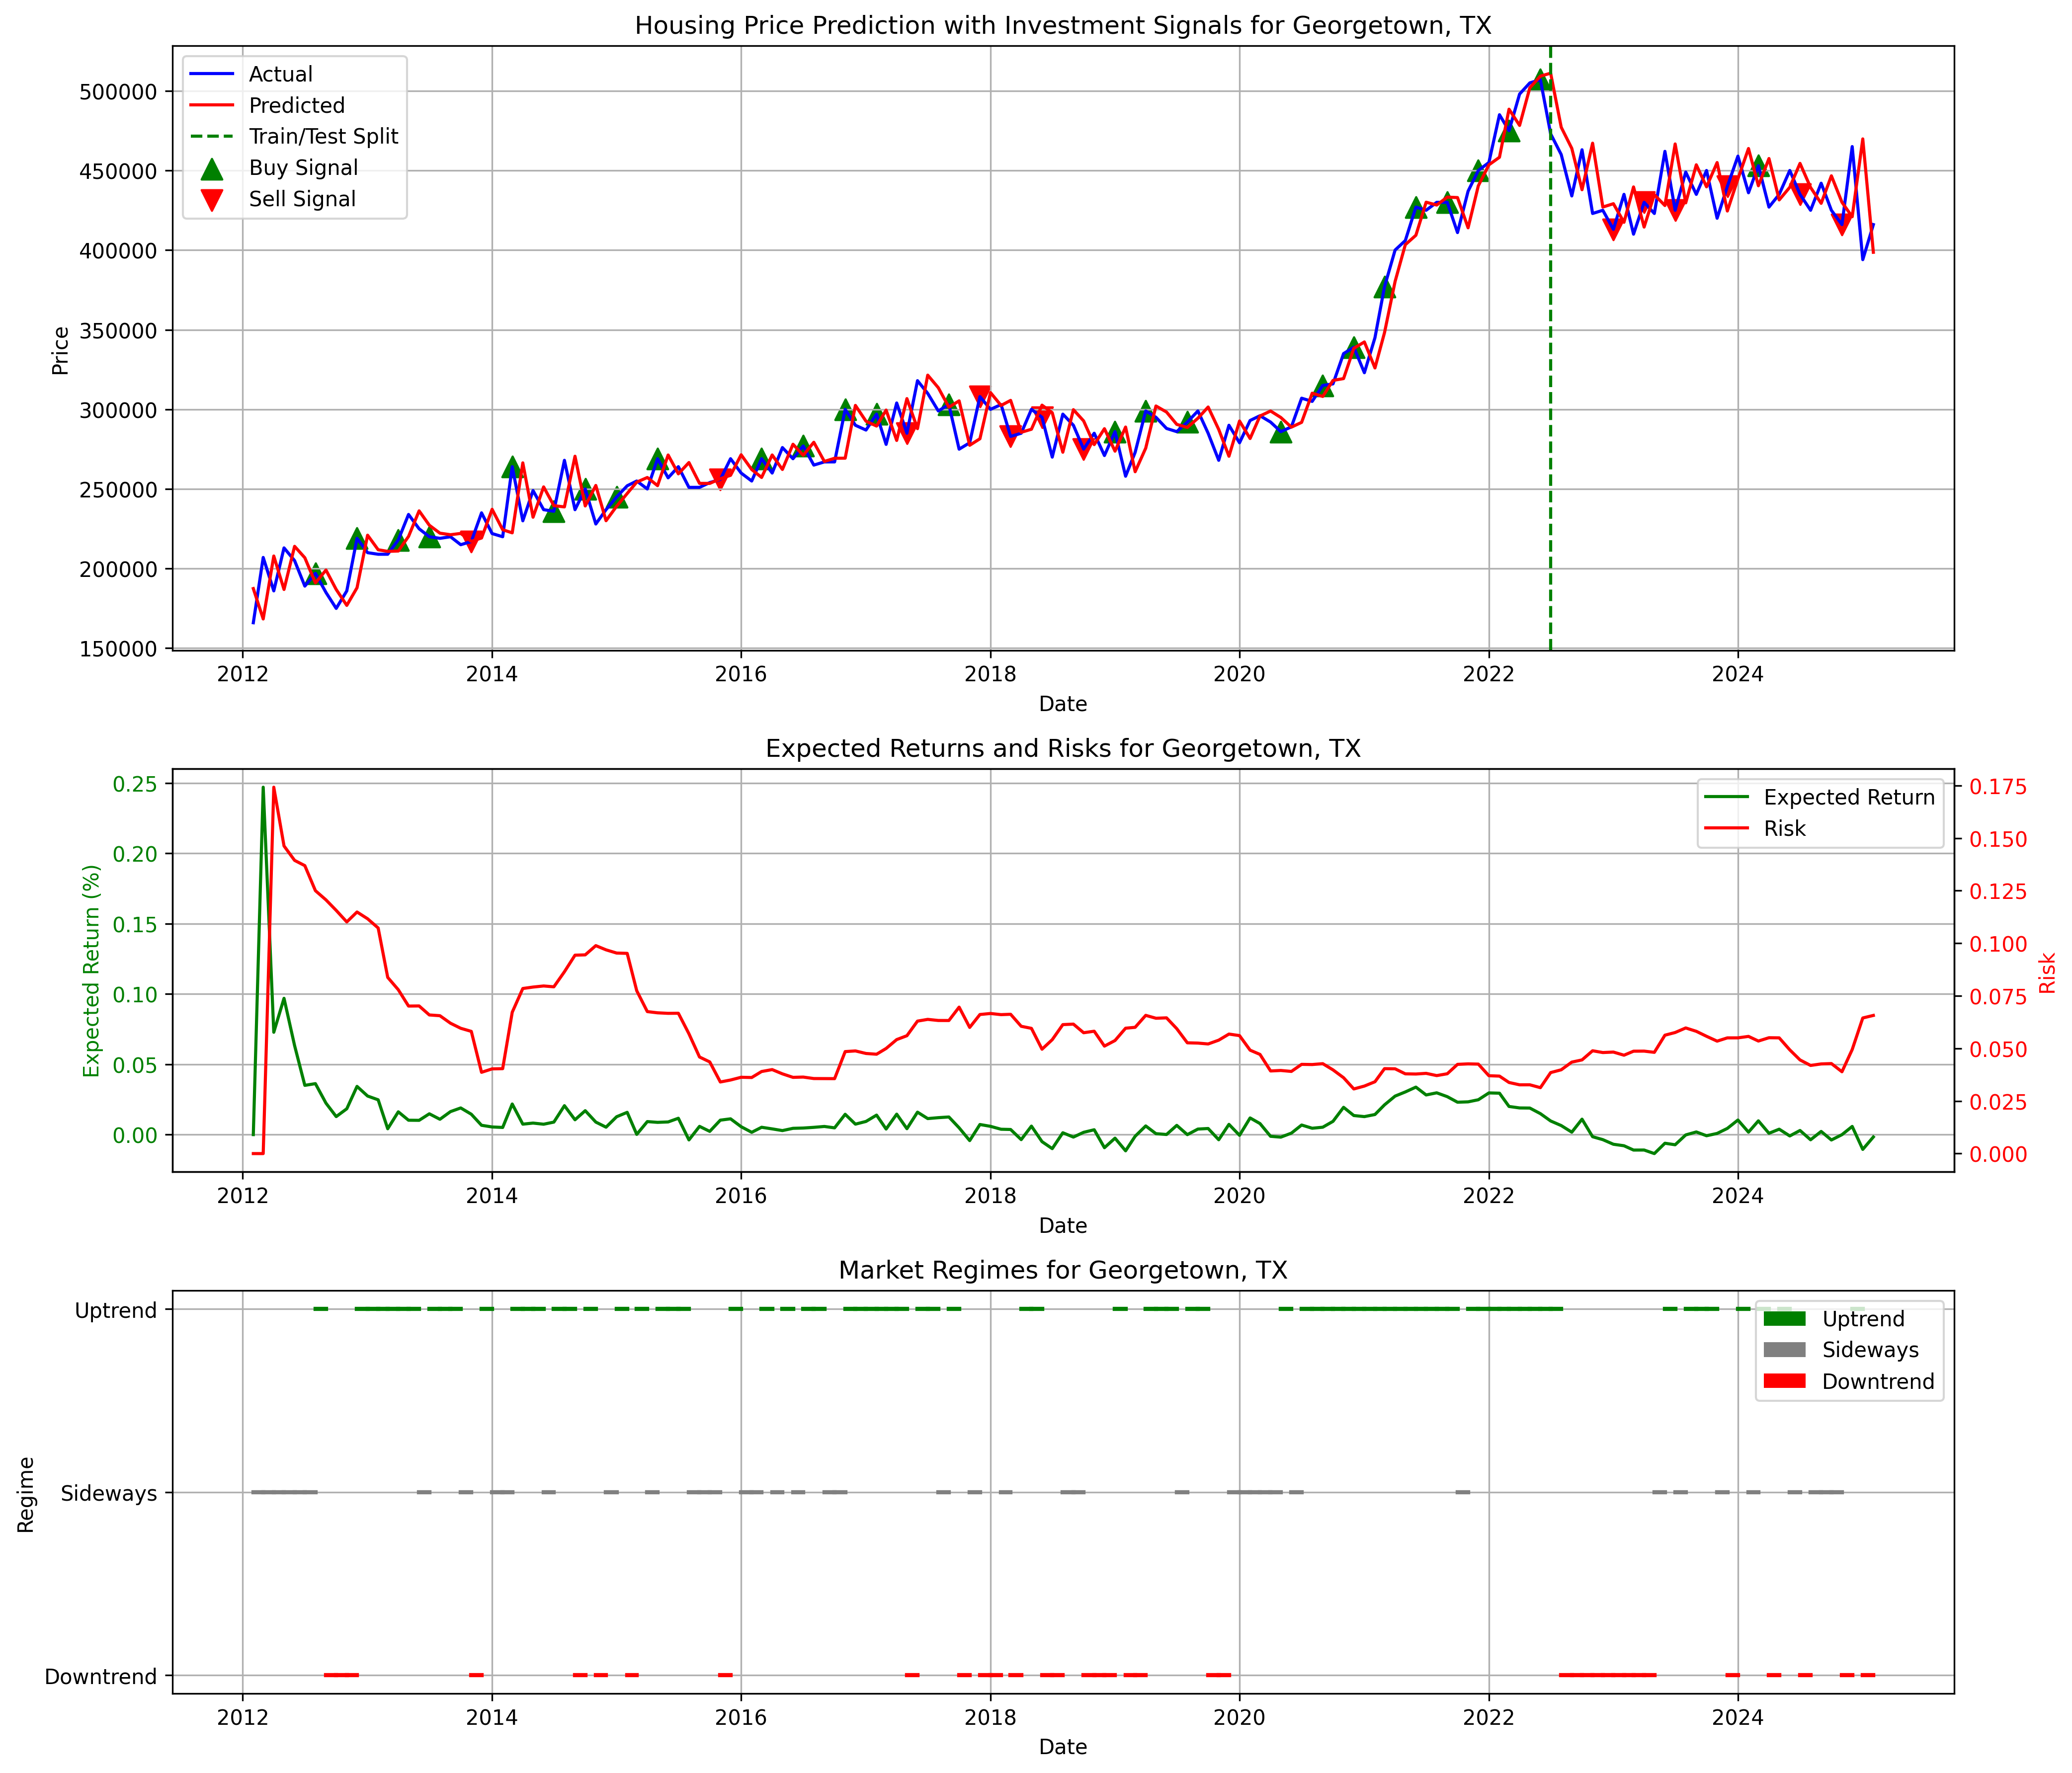 Housing Price Prediction with Investment Signals for Georgetown, TX
Actual
Predicted
Train/Test Split
Buy Signal
Sell Signal
500000
450000
400000
350000
300000
250000
200000
150000
Price
2012 2014 2016 2018 2020 2022 2024
Date
Expected Returns and Risks for Georgetown, TX
Expected Return
Risk
0.25
0.20
0.15
0.10
0.05
0.00
Expected Return (%)
0.175
0.150
0.125
0.100
0.075
0.050
0.025
0.000
Risk
2012 2014 2016 2018 2020 2022 2024
Date
Market Regimes for Georgetown, TX
Uptrend
Sideways
Downtrend
Uptrend
Sideways
Downtrend
Regime
2012 2014 2016 2018 2020 2022 2024
Date